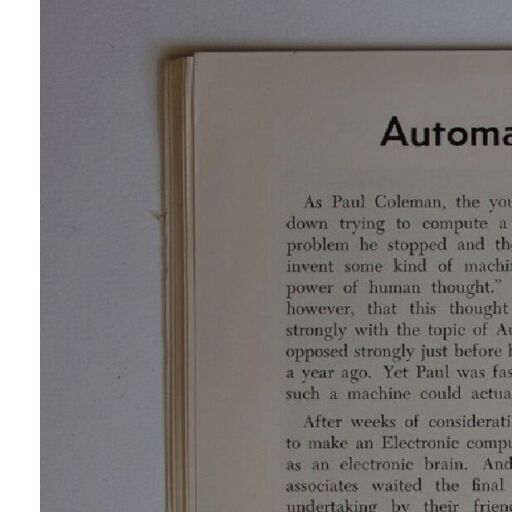 Automa
As Paul Coleman, the you
down trying to compute a
problem he stopped and th
invent some kind of machi
power of human thought."
however, that this thought
strongly with the topic of Au
opposed strongly just before h
a year ago. Yet Paul was fas
such a machine could actua
After weeks of considerati
to make an Electronic compu
as an electronic brain. And
associates waited the final
undertaking by their frien